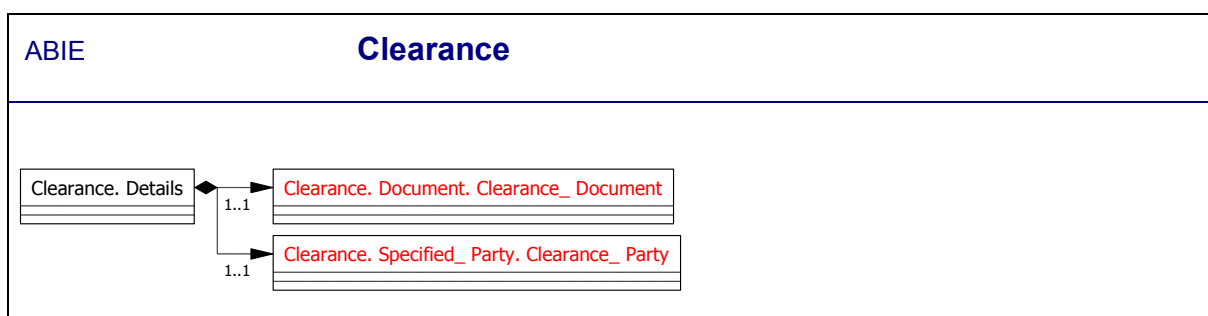 ABIE Clearance
Clearance. Details
Clearance. Document. Clearance_ Document
1..1
Clearance. Specified_ Party. Clearance_ Party
1..1